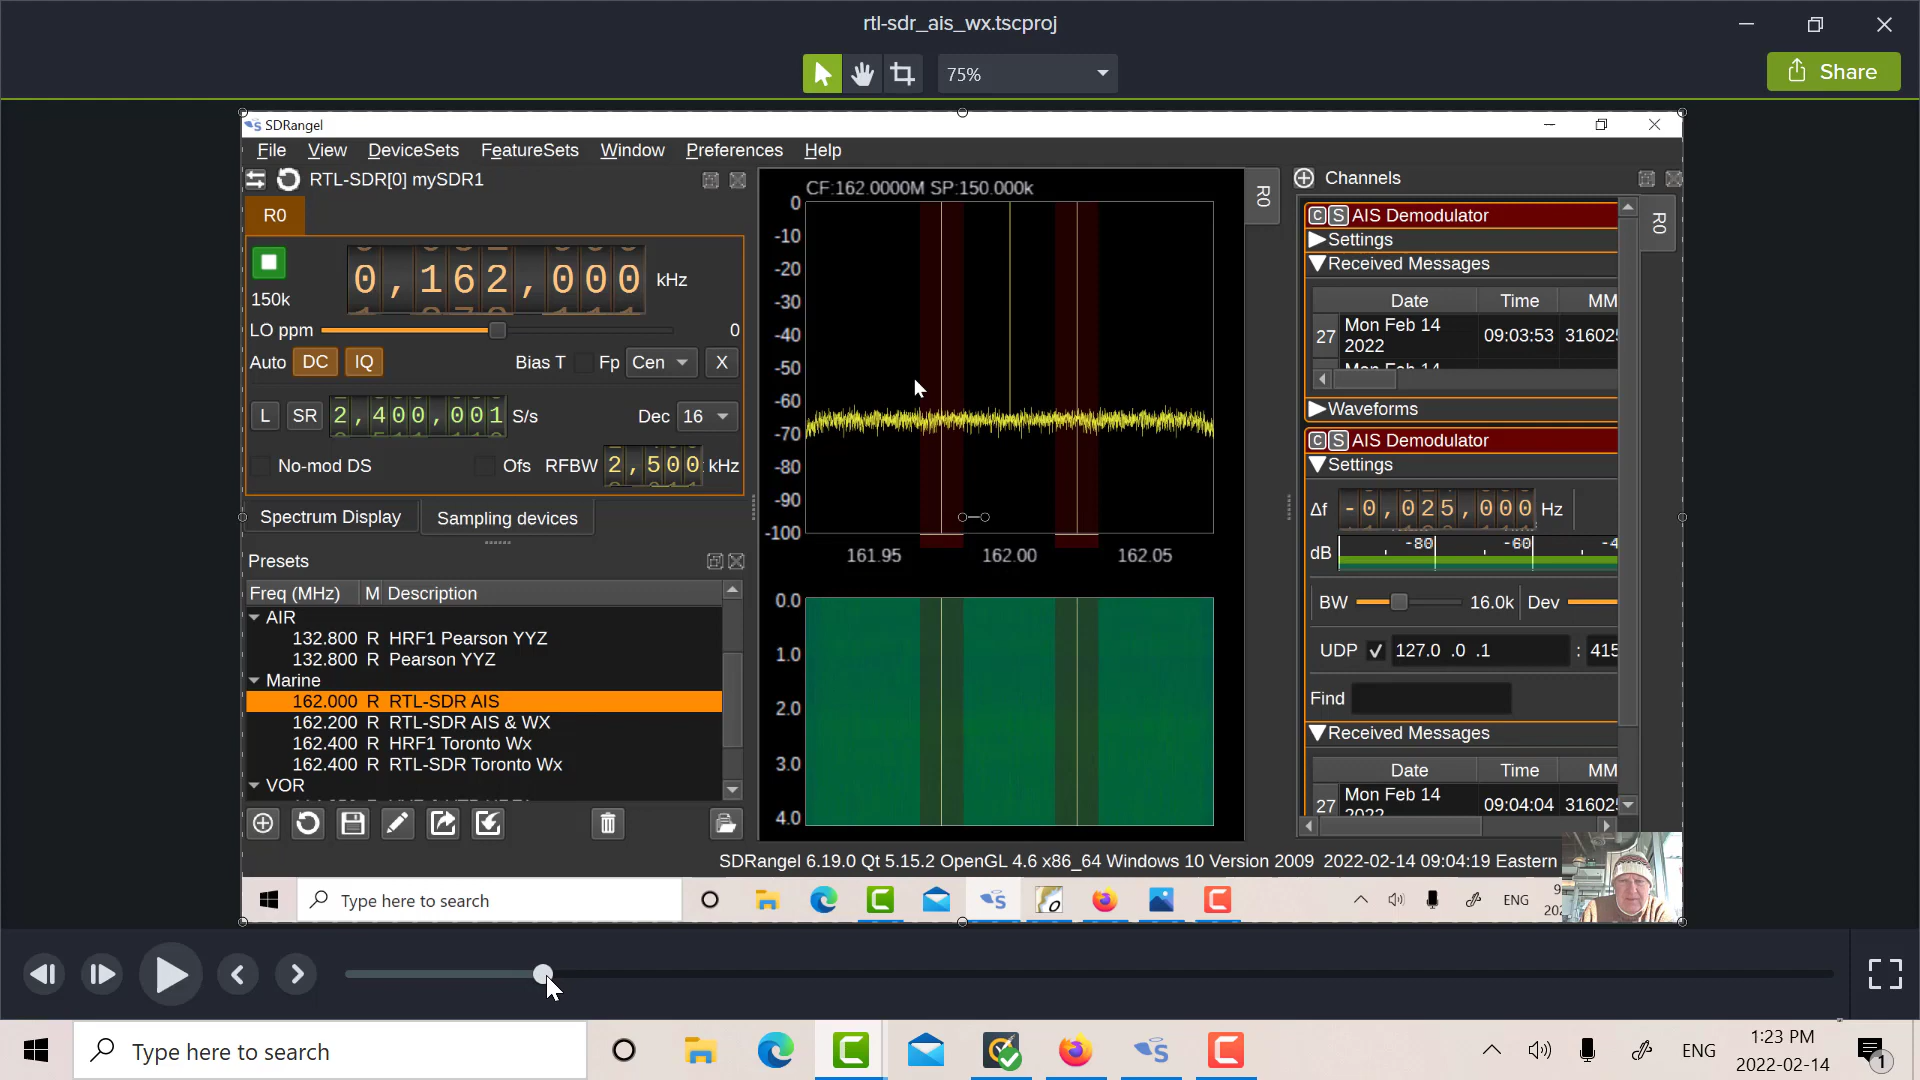 rtl-sdr_ais_wx.tscproj
75%
Share
SDRangel
File View DeviceSets FeatureSets Window Preferences Help
RTL-SDR[0] mySDR1
R0
0,162,000 kHz
150k
LO ppm 0
Auto DC IQ Bias T Fp Cen X
L SR 2,400,001 S/s Dec 16
No-mod DS Ofs RFBW 2,500 kHz
Spectrum Display Sampling devices
Presets
Freq (MHz) M Description
AIR
132.800 R HRF1 Pearson YYZ
132.800 R Pearson YYZ
Marine
162.000 R RTL-SDR AIS
162.200 R RTL-SDR AIS & WX
162.400 R HRF1 Toronto Wx
162.400 R RTL-SDR Toronto Wx
VOR
CF:162.0000M SP:150.000k
0
-10
-20
-30
-40
-50
-60
-70
-80
-90
-100
161.95 162.00 162.05
0.0
1.0
2.0
3.0
4.0
R0
Channels
R0
C S AIS Demodulator
Settings
Received Messages
Date Time MM
27 Mon Feb 14 2022 09:03:53 31602
Mon Feb 14
Waveforms
C S AIS Demodulator
Settings
Δf -0,025,000 Hz
dB -80 -60 -4
BW 16.0k Dev
UDP 127.0 .0 .1 : 415
Find
Received Messages
Date Time MM
27 Mon Feb 14 2022 09:04:04 31602
SDRangel 6.19.0 Qt 5.15.2 OpenGL 4.6 x86_64 Windows 10 Version 2009 2022-02-14 09:04:19 Eastern
Type here to search
ENG
Type here to search
ENG
1:23 PM
2022-02-14
1